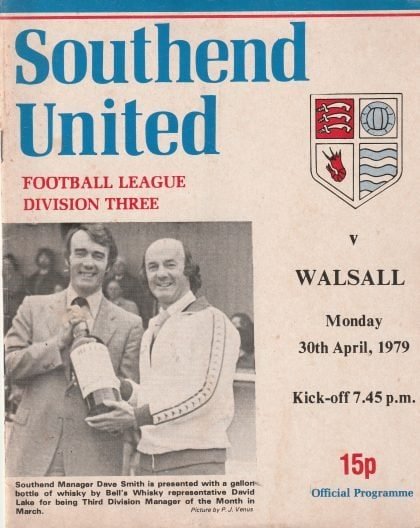 Southend
United
FOOTBALL LEAGUE
DIVISION THREE
v
WALSALL
Monday
30th April, 1979
Kick-off 7.45 p.m.
15p
Official Programme
Southend Manager Dave Smith is presented with a gallon
bottle of whisky by Bell's Whisky representative David
Lake for being Third Division Manager of the Month in
March.
Picture by P. J. Venus